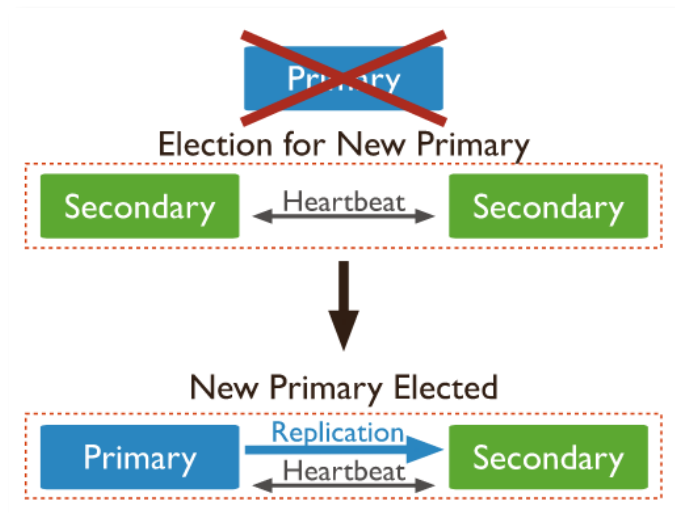 Primary
Election for New Primary
Secondary Heartbeat Secondary
New Primary Elected
Primary Replication Secondary
Heartbeat